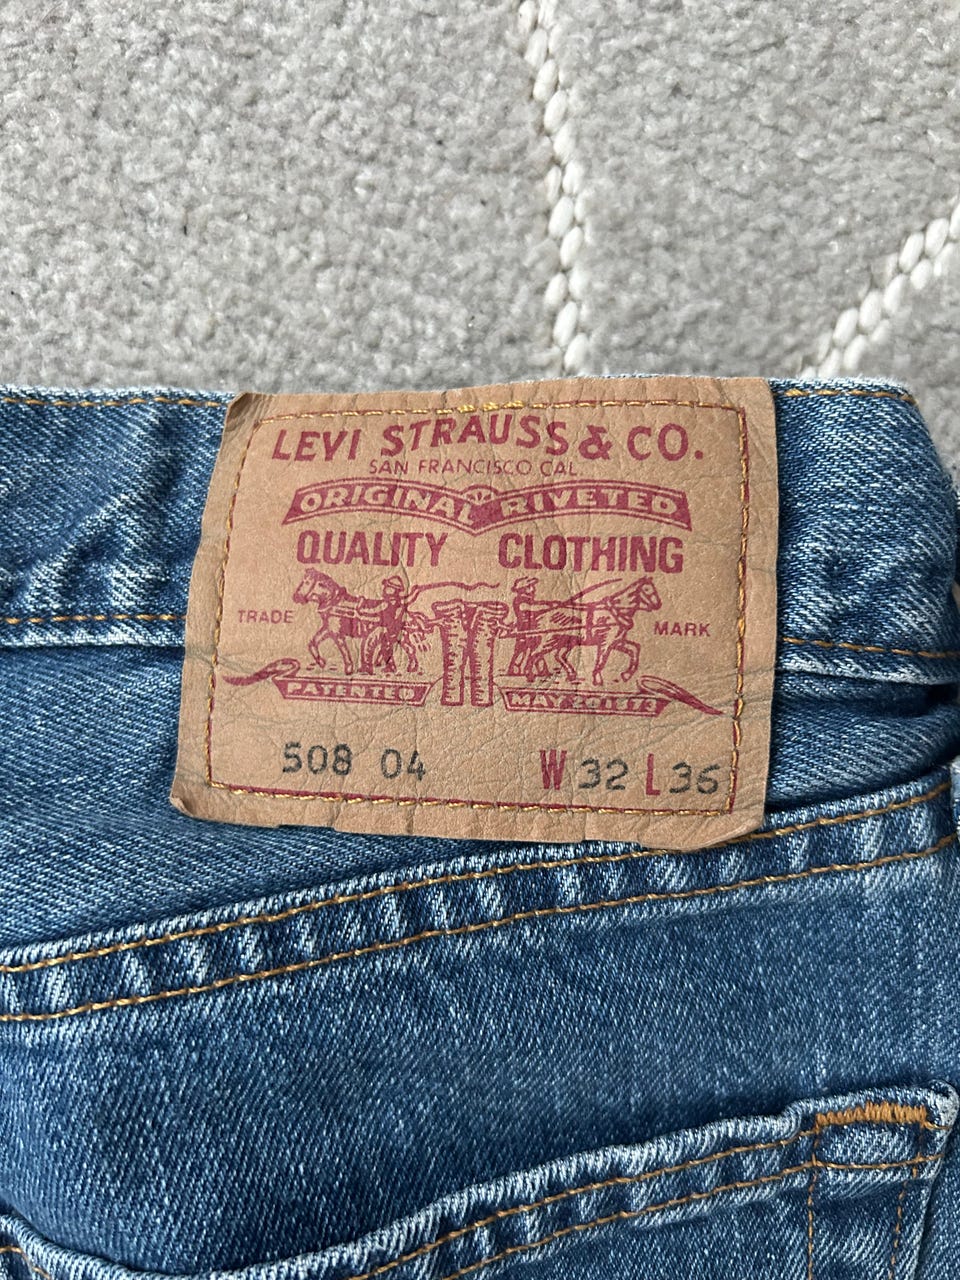 LEVI STRAUSS & CO.
SAN FRANCISCO CAL.
ORIGINAL RIVETED
QUALITY CLOTHING
TRADE MARK
PATENTED MAY 20 1873
508 04 W 32 L 36